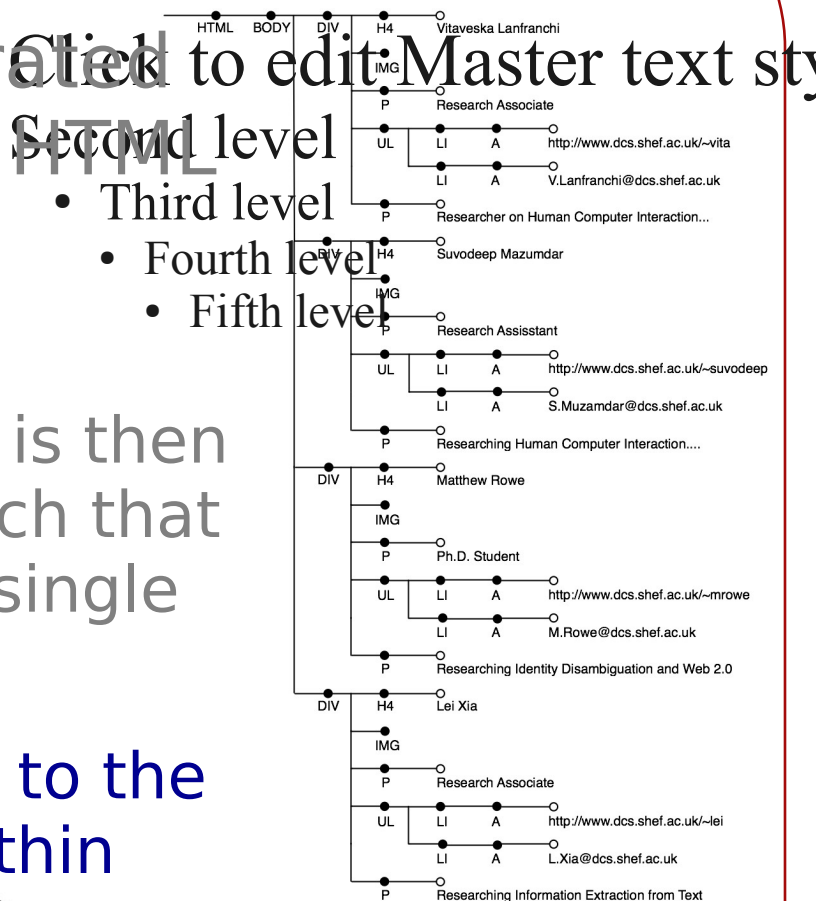 HTML BODY DIV H4 Vitaveska Lanfranchi
rated
Click to edit Master text sty
IMG
P Research Associate
HTML
Second level
UL LI A http://www.dcs.shef.ac.uk/~vita
LI A V.Lanfranchi@dcs.shef.ac.uk
• Third level
P Researcher on Human Computer Interaction...
• Fourth level
DIV H4 Suvodeep Mazumdar
IMG
• Fifth level
P Research Assisstant
UL LI A http://www.dcs.shef.ac.uk/~suvodeep
LI A S.Muzamdar@dcs.shef.ac.uk
is then
P Researching Human Computer Interaction....
DIV H4 Matthew Rowe
ch that
IMG
P Ph.D. Student
single
UL LI A http://www.dcs.shef.ac.uk/~mrowe
LI A M.Rowe@dcs.shef.ac.uk
P Researching Identity Disambiguation and Web 2.0
DIV H4 Lei Xia
IMG
to the
P Research Associate
UL LI A http://www.dcs.shef.ac.uk/~lei
thin
LI A L.Xia@dcs.shef.ac.uk
P Researching Information Extraction from Text